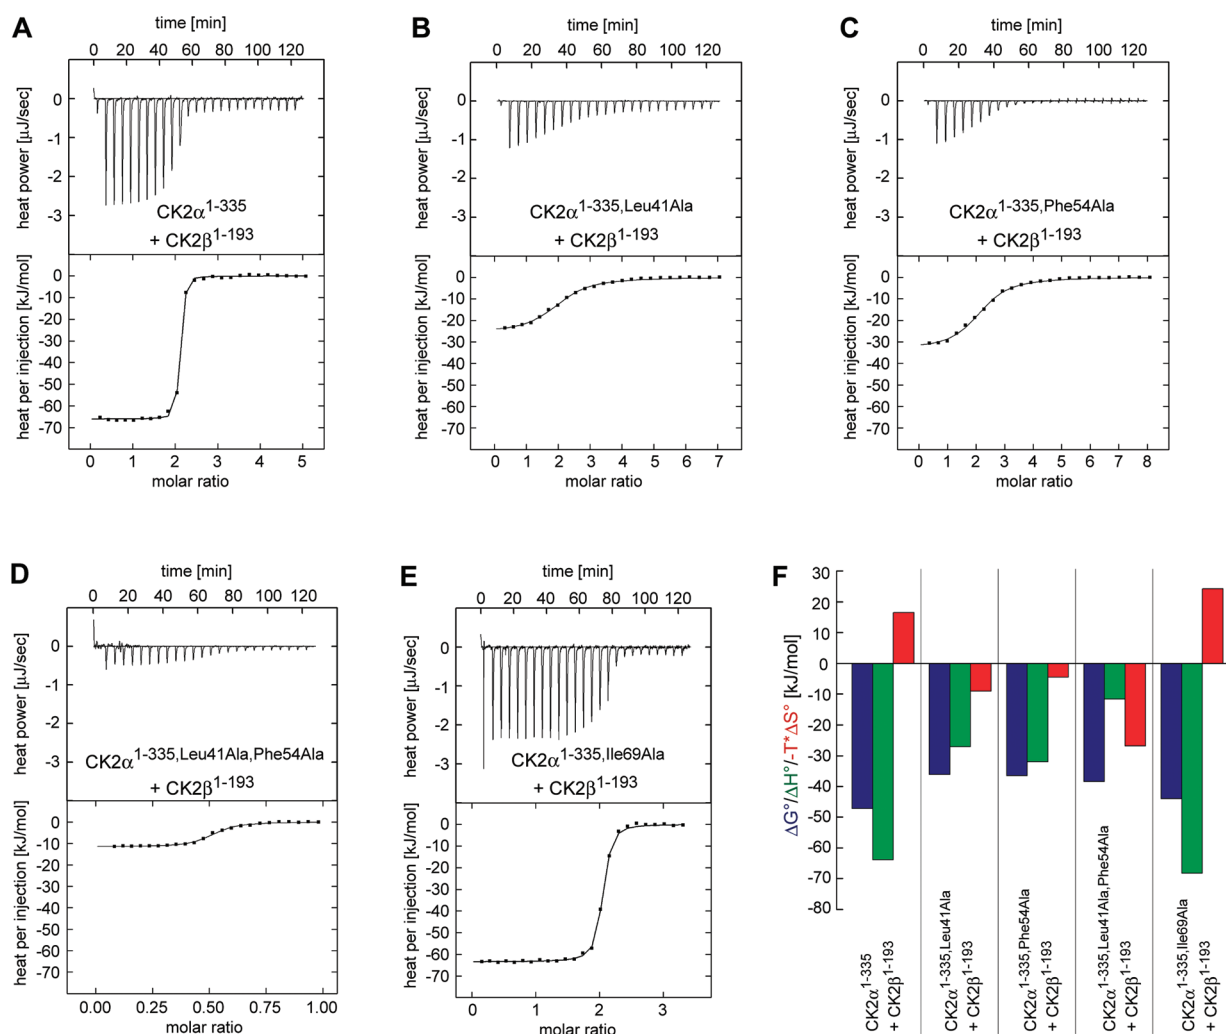 A
time [min]
0 20 40 60 80 100 120
heat power [µJ/sec]
0
-1
-2
-3
CK2α1-335
+ CK2β1-193
heat per injection [kJ/mol]
0
-10
-20
-30
-40
-50
-60
-70
0 1 2 3 4 5
molar ratio
B
time [min]
0 20 40 60 80 100 120
heat power [µJ/sec]
0
-1
-2
-3
CK2α1-335,Leu41Ala
+ CK2β1-193
heat per injection [kJ/mol]
0
-10
-20
-30
-40
-50
-60
-70
0 1 2 3 4 5 6 7
molar ratio
C
time [min]
0 20 40 60 80 100 120
heat power [µJ/sec]
0
-1
-2
-3
CK2α1-335,Phe54Ala
+ CK2β1-193
heat per injection [kJ/mol]
0
-10
-20
-30
-40
-50
-60
-70
0 1 2 3 4 5 6 7 8
molar ratio
D
time [min]
0 20 40 60 80 100 120
heat power [µJ/sec]
0
-1
-2
-3
CK2α1-335,Leu41Ala,Phe54Ala
+ CK2β1-193
heat per injection [kJ/mol]
0
-10
-20
-30
-40
-50
-60
-70
0.00 0.25 0.50 0.75 1.00
molar ratio
E
time [min]
0 20 40 60 80 100 120
heat power [µJ/sec]
0
-1
-2
-3
CK2α1-335,Ile69Ala
+ CK2β1-193
heat per injection [kJ/mol]
0
-10
-20
-30
-40
-50
-60
-70
0 1 2 3
molar ratio
F
ΔG°/ΔH°/-T*ΔS° [kJ/mol]
30
20
10
0
-10
-20
-30
-40
-50
-60
-70
-80
CK2α1-335
+ CK2β1-193
CK2α1-335,Leu41Ala
+ CK2β1-193
CK2α1-335,Phe54Ala
+ CK2β1-193
CK2α1-335,Leu41Ala,Phe54Ala
+ CK2β1-193
CK2α1-335,Ile69Ala
+ CK2β1-193